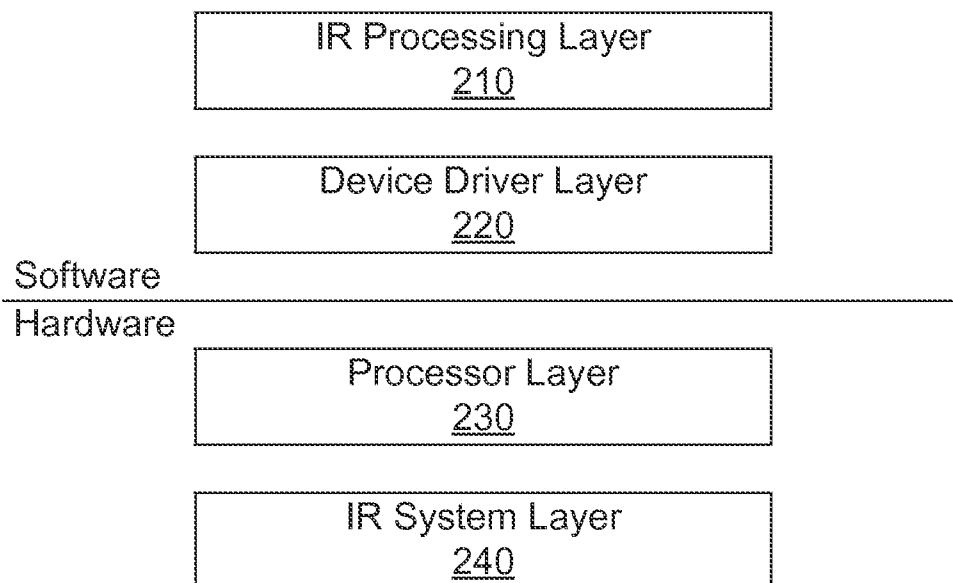 IR Processing Layer
210
Device Driver Layer
220
Software
Hardware
Processor Layer
230
IR System Layer
240